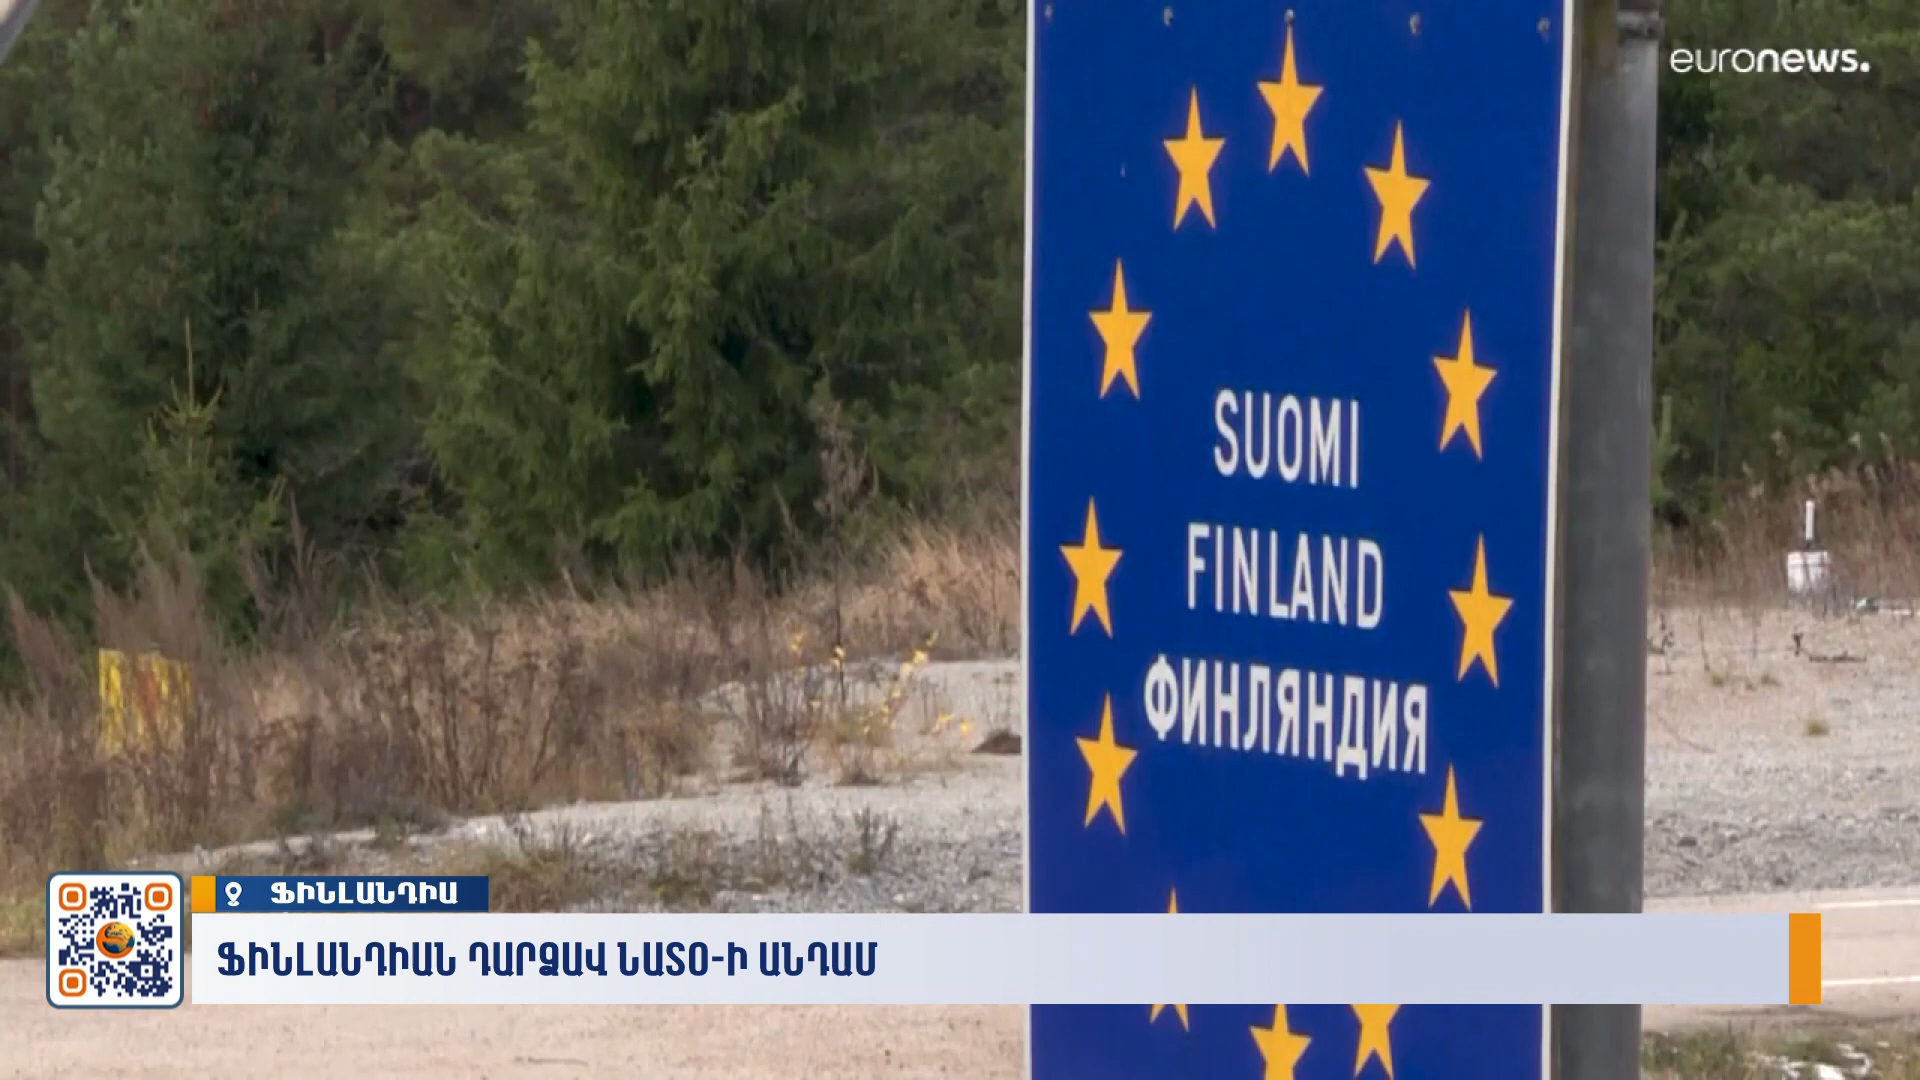 euronews.
SUOMI
FINLAND
ФИНЛЯНДИЯ
ՖԻՆԼԱՆԴԻԱ
ՖԻՆԼԱՆԴԻԱՆ ԴԱՐՁԱՎ ՆԱՏՕ-Ի ԱՆԴԱՄ